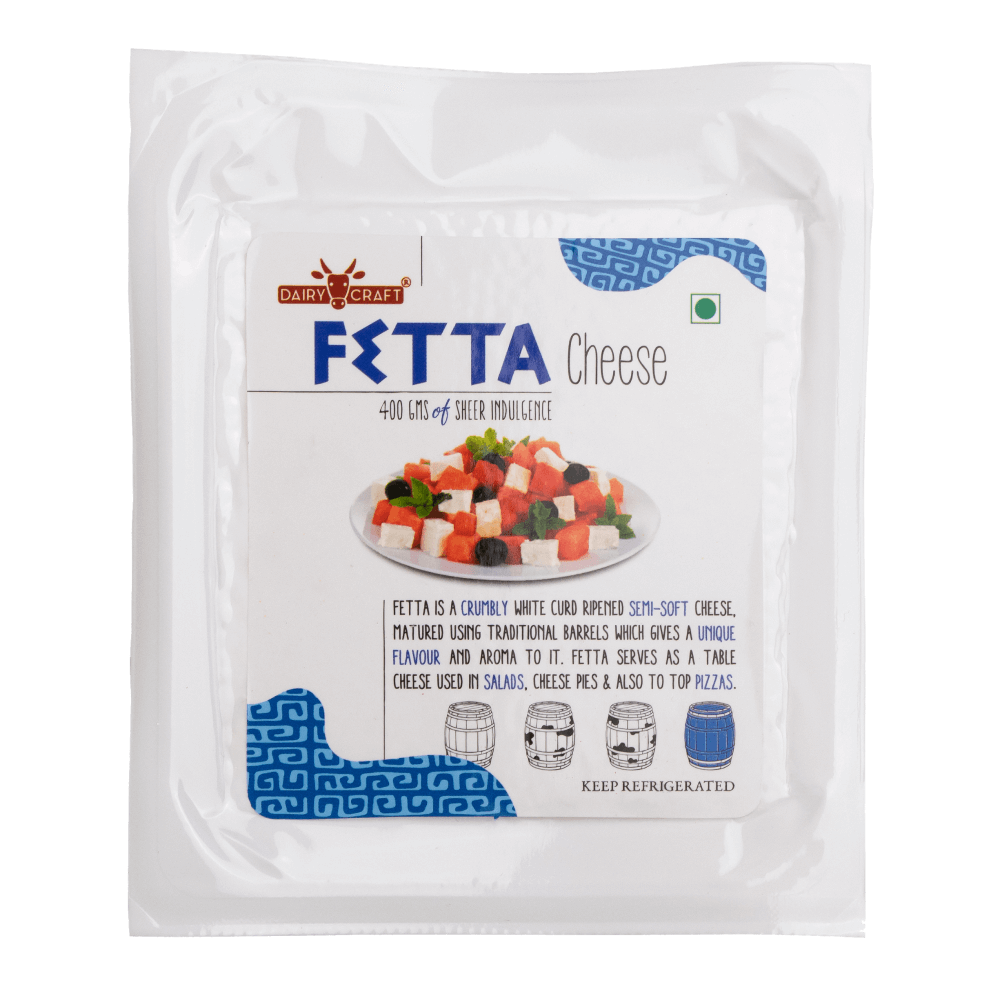 DAIRY CRAFT ®
FETTA Cheese
400 GMS of SHEER INDULGENCE
FETTA IS A CRUMBLY WHITE CURD RIPENED SEMI-SOFT CHEESE,
MATURED USING TRADITIONAL BARRELS WHICH GIVES A UNIQUE
FLAVOUR AND AROMA TO IT. FETTA SERVES AS A TABLE
CHEESE USED IN SALADS, CHEESE PIES & ALSO TO TOP PIZZAS.
KEEP REFRIGERATED